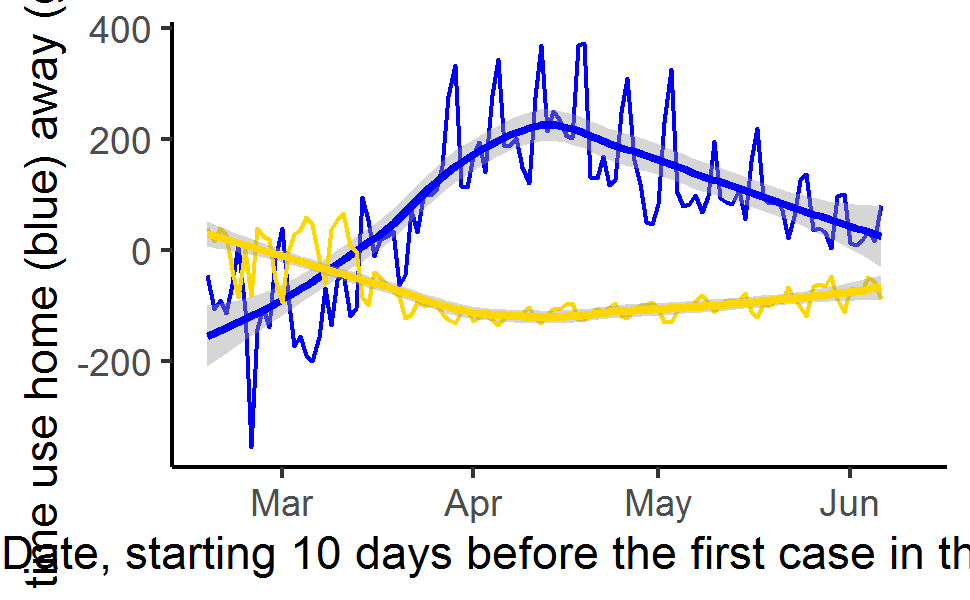 time use home (blue) away (
400
200
0
-200
Mar Apr May Jun
Date, starting 10 days before the first case in th